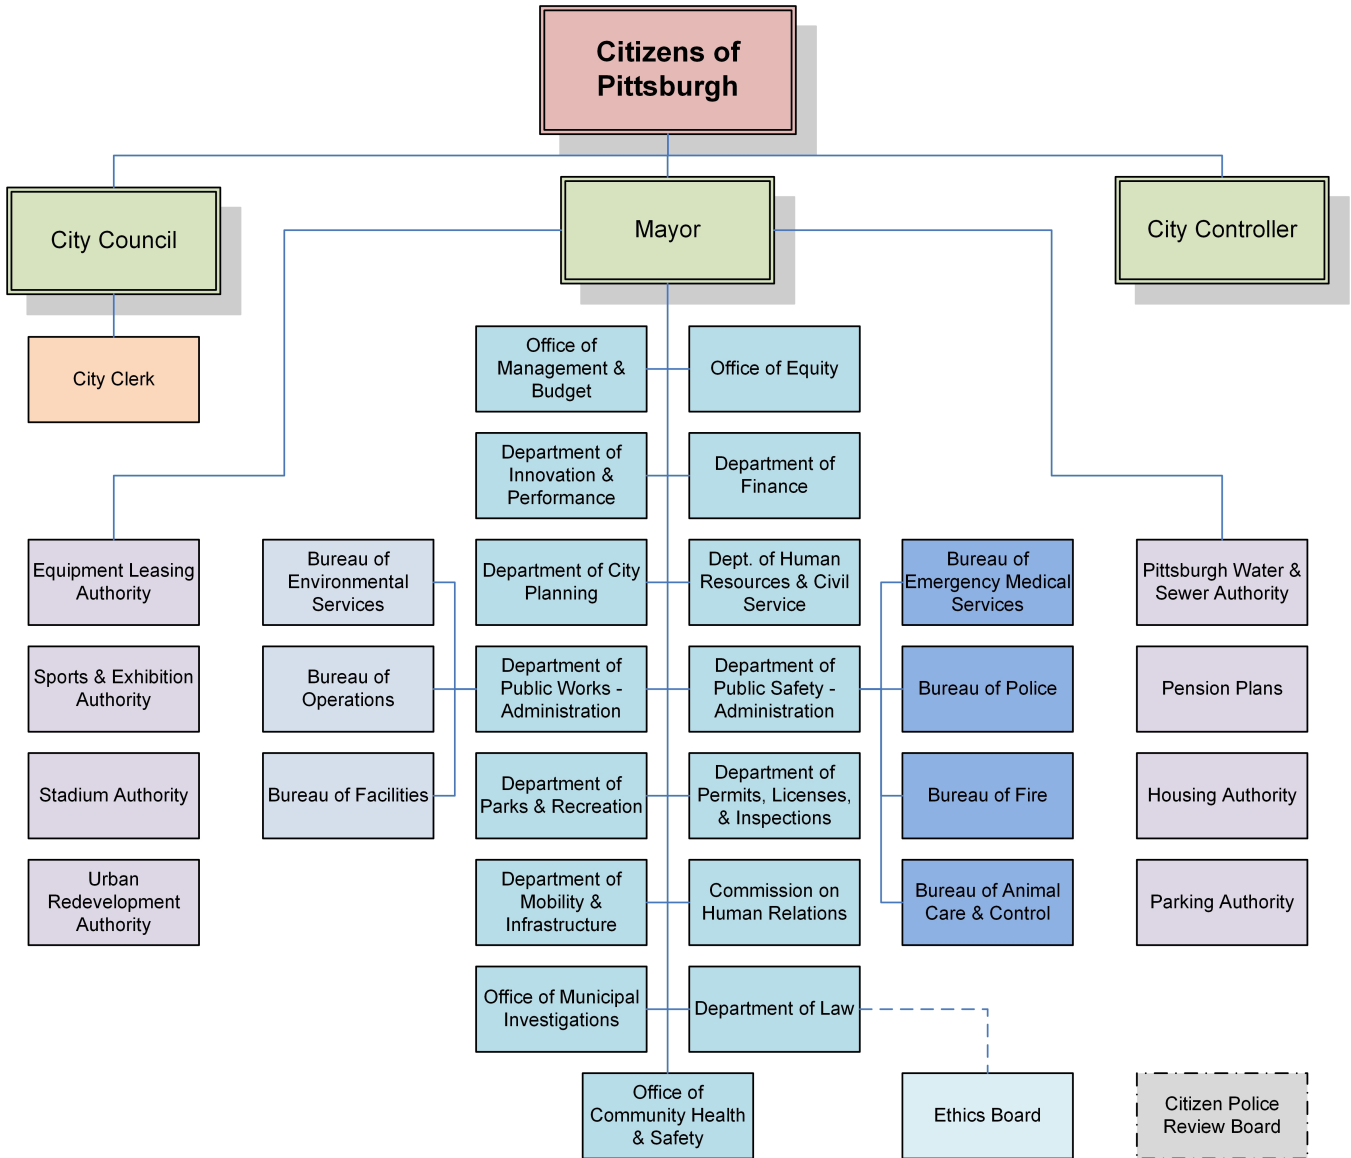 Citizens of
Pittsburgh
City Council
Mayor
City Controller
City Clerk
Office of
Management &
Budget
Office of Equity
Department of
Innovation &
Performance
Department of
Finance
Equipment Leasing
Authority
Bureau of
Environmental
Services
Department of City
Planning
Dept. of Human
Resources & Civil
Service
Bureau of
Emergency Medical
Services
Pittsburgh Water &
Sewer Authority
Sports & Exhibition
Authority
Bureau of
Operations
Department of
Public Works -
Administration
Department of
Public Safety -
Administration
Bureau of Police
Pension Plans
Stadium Authority
Bureau of Facilities
Department of
Parks & Recreation
Department of
Permits, Licenses,
& Inspections
Bureau of Fire
Housing Authority
Urban
Redevelopment
Authority
Department of
Mobility &
Infrastructure
Commission on
Human Relations
Bureau of Animal
Care & Control
Parking Authority
Office of Municipal
Investigations
Department of Law
Office of
Community Health
& Safety
Ethics Board
Citizen Police
Review Board